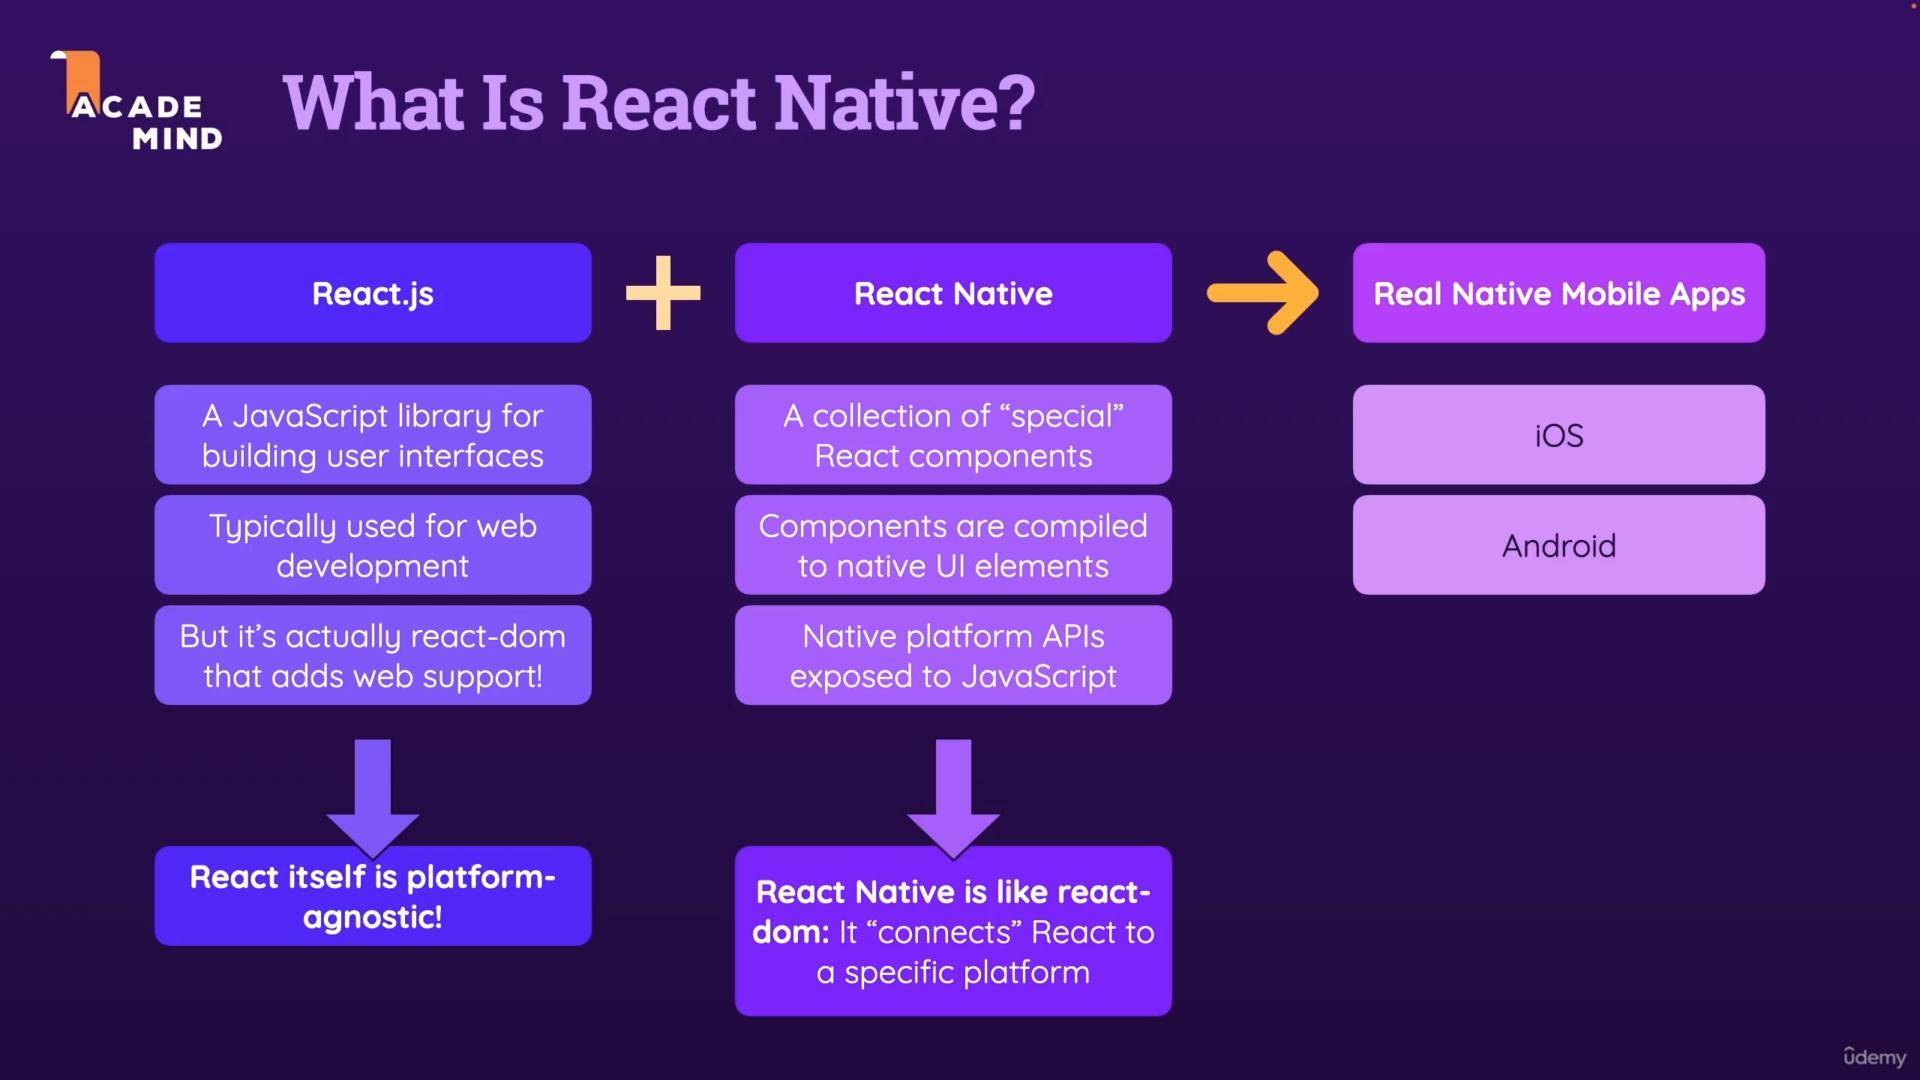 ACADE
MIND
What Is React Native?
React.js
React Native
Real Native Mobile Apps
A JavaScript library for
building user interfaces
Typically used for web
development
But it’s actually react-dom
that adds web support!
React itself is platform-
agnostic!
A collection of “special”
React components
Components are compiled
to native UI elements
Native platform APIs
exposed to JavaScript
React Native is like react-
dom: It “connects” React to
a specific platform
iOS
Android
ûdemy